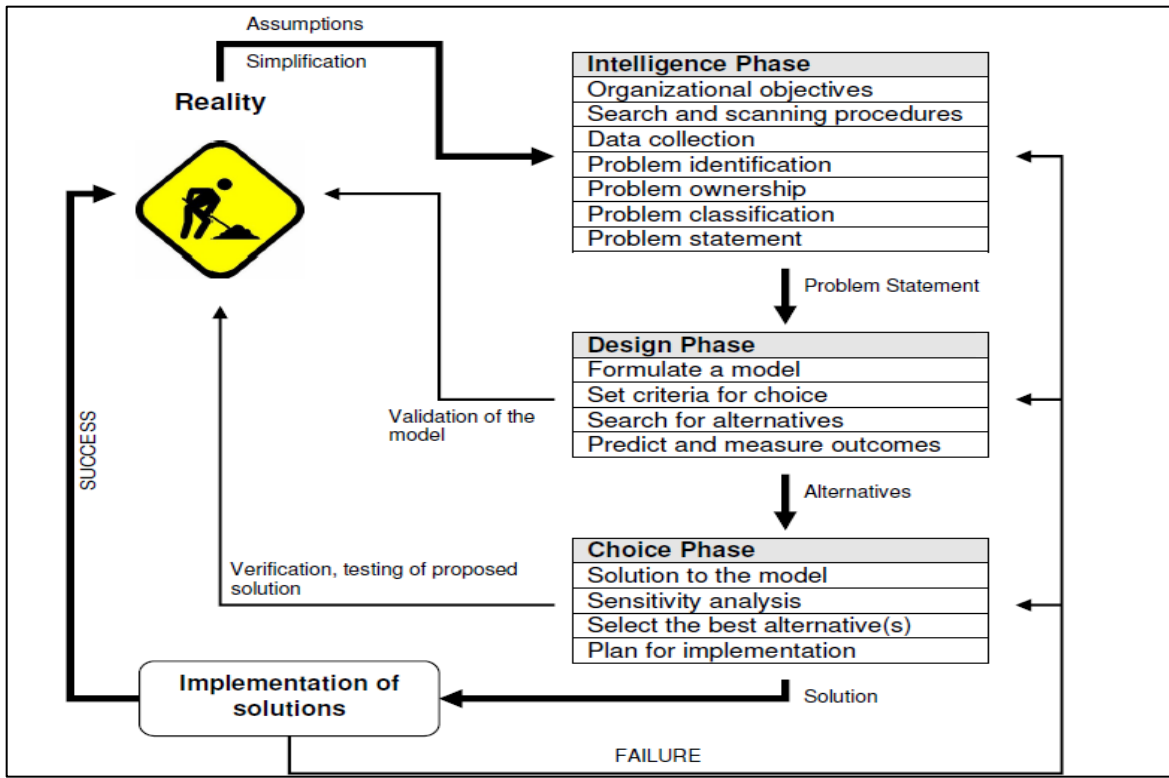 Assumptions
Simplification
Reality
Intelligence Phase
Organizational objectives
Search and scanning procedures
Data collection
Problem identification
Problem ownership
Problem classification
Problem statement
Problem Statement
Design Phase
Formulate a model
Set criteria for choice
Search for alternatives
Predict and measure outcomes
Validation of the
model
SUCCESS
Alternatives
Choice Phase
Solution to the model
Sensitivity analysis
Select the best alternative(s)
Plan for implementation
Verification, testing of proposed
solution
Implementation of
solutions
Solution
FAILURE